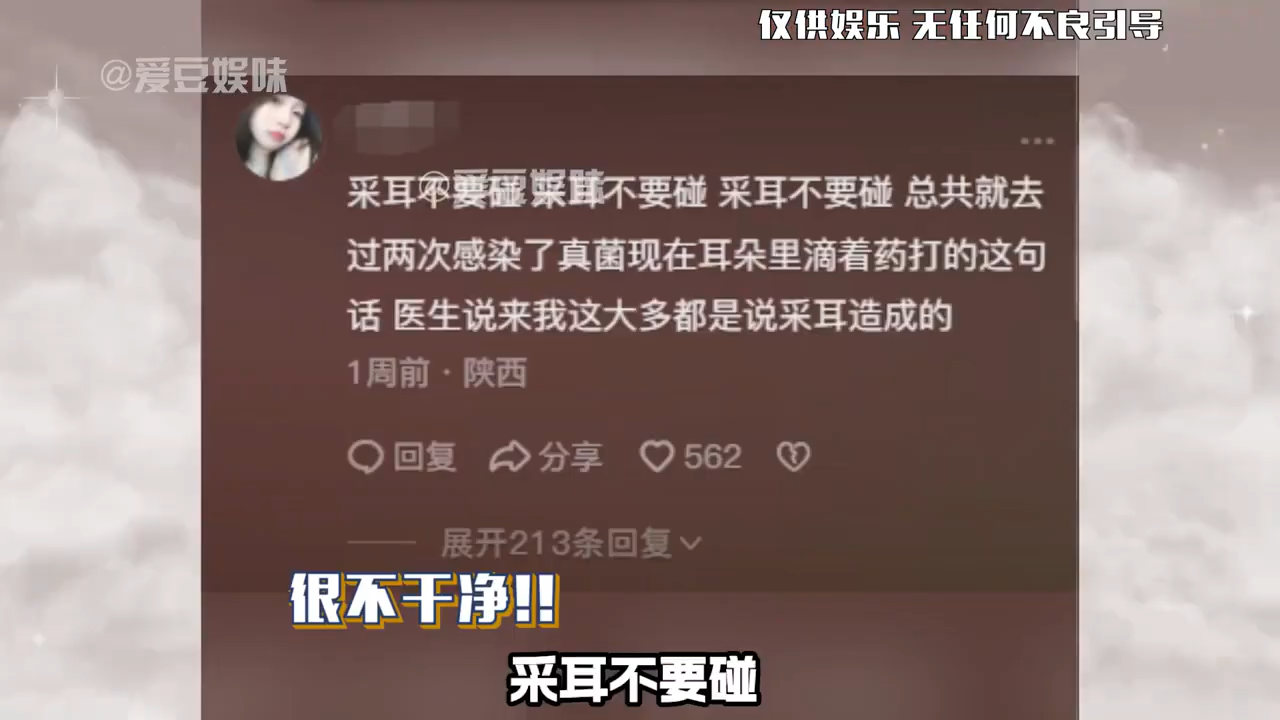 仅供娱乐 无任何不良引导
@爱豆娱味
@爱豆娱味
采耳不要碰 采耳不要碰 采耳不要碰 总共就去
过两次感染了真菌现在耳朵里滴着药打的这句
话 医生说来我这大多都是说采耳造成的
1周前 · 陕西
回复 分享 562
展开213条回复
很不干净!!
采耳不要碰